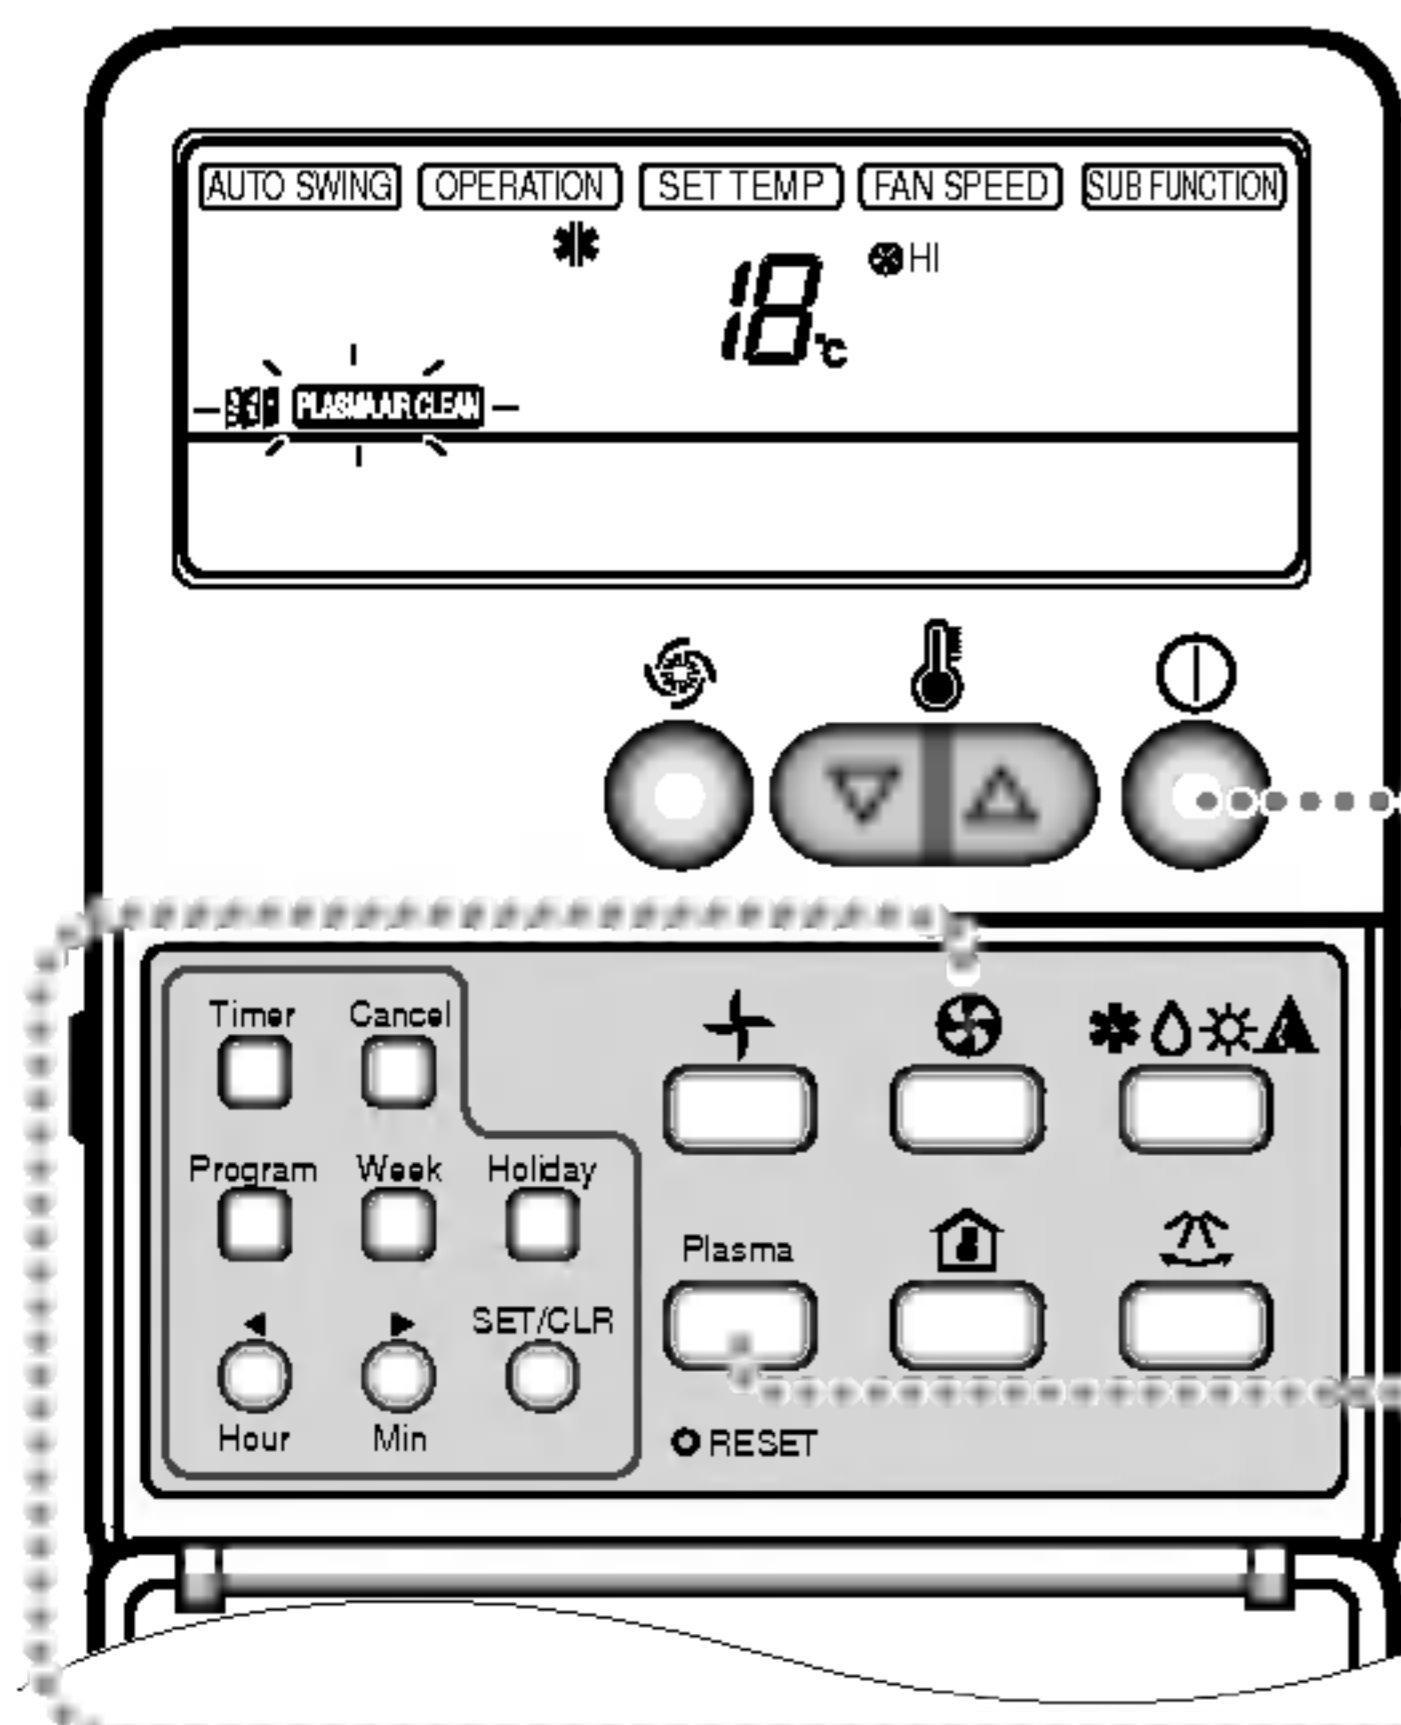 AUTO SWING OPERATION SET TEMP FAN SPEED SUB FUNCTION
HI
18°C
PLASMA AIR CLEAN
Timer Cancel
Program Week Holiday
Plasma
SET/CLR
Hour Min
RESET